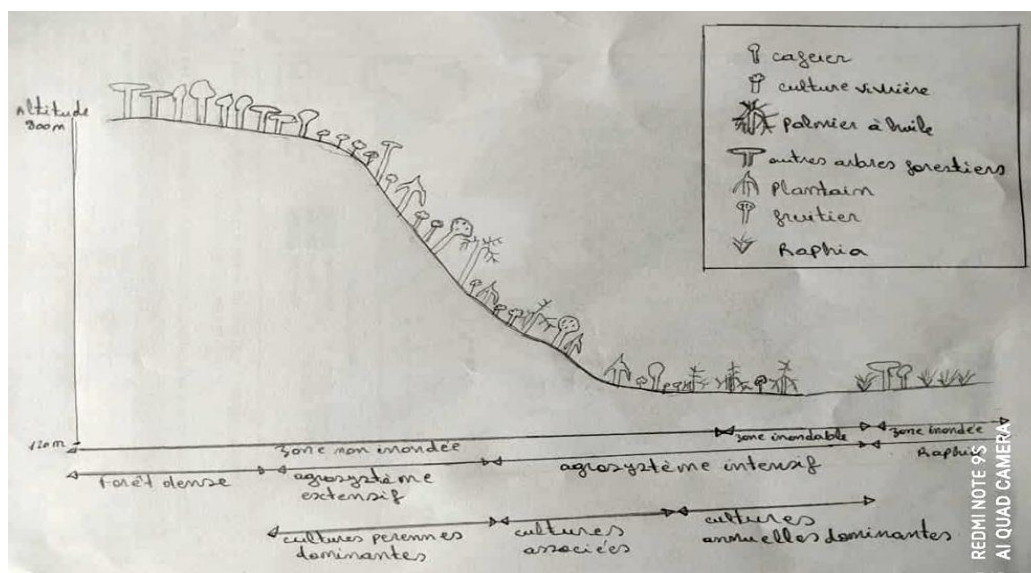 Altitude
800m
caféier
culture vivrière
palmier à huile
outres arbres forestiers
Plantain
fruitier
Raphia
120m
zone non inondée
zone inondable
zone inondée
Forêt dense
agrosystème
extensif
agrosystème intensif
Raphia
cultures perennes
dominantes
cultures
associées
cultures
annuelles dominantes
REDMI NOTE 9S
AI QUAD CAMERA